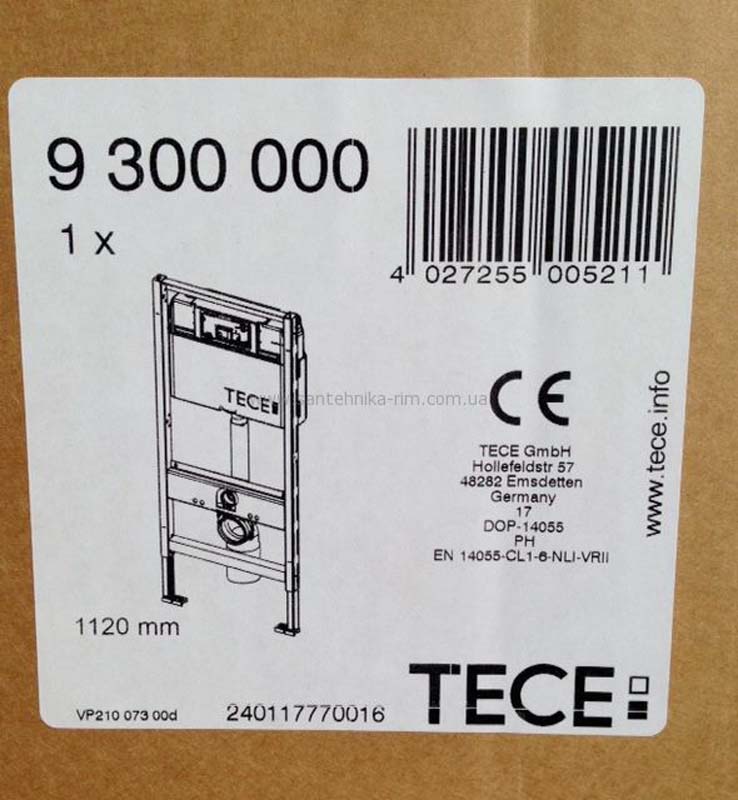 9 300 000
1 x
4 027255 005211
TECE
www.santehnika-rim.com.ua
CE
TECE GmbH
Hollefeldstr 57
48282 Emsdetten
Germany
17
DOP-14055
PH
EN 14055-CL1-6-NLI-VRII
www.tece.info
1120 mm
VP210 073 00d
240117770016
TECE